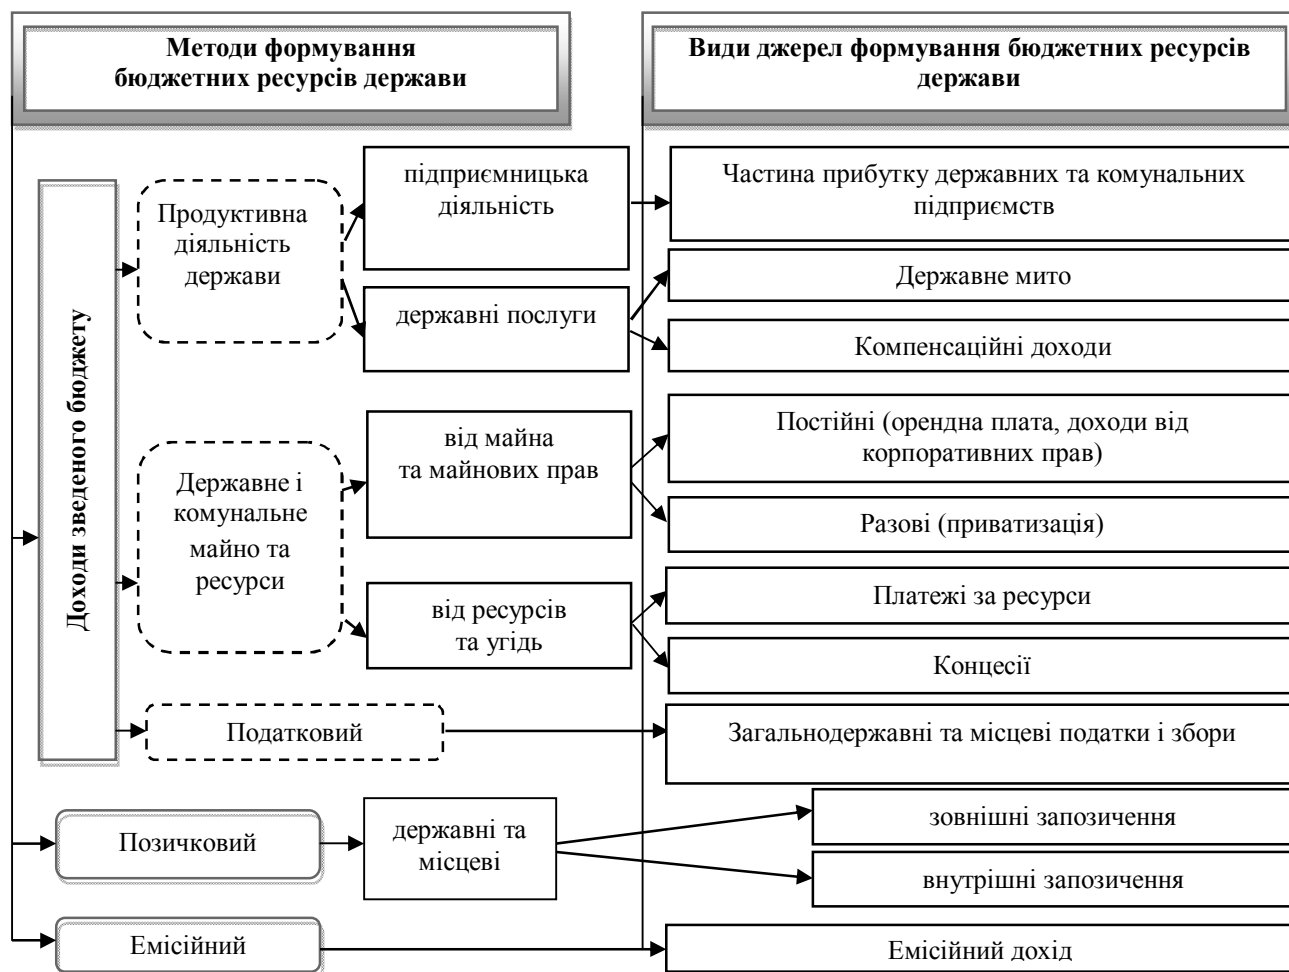 Методи формування
бюджетних ресурсів держави
Види джерел формування бюджетних ресурсів
держави
Доходи зведеного бюджету
Продуктивна
діяльність
держави
підприємницька
діяльність
Частина прибутку державних та комунальних
підприємств
державні послуги
Державне мито
Компенсаційні доходи
Державне і
комунальне
майно та
ресурси
від майна
та майнових прав
Постійні (орендна плата, доходи від
корпоративних прав)
Разові (приватизація)
від ресурсів
та угідь
Платежі за ресурси
Концесії
Податковий
Загальнодержавні та місцеві податки і збори
Позичковий
державні та
місцеві
зовнішні запозичення
внутрішні запозичення
Емісійний
Емісійний дохід